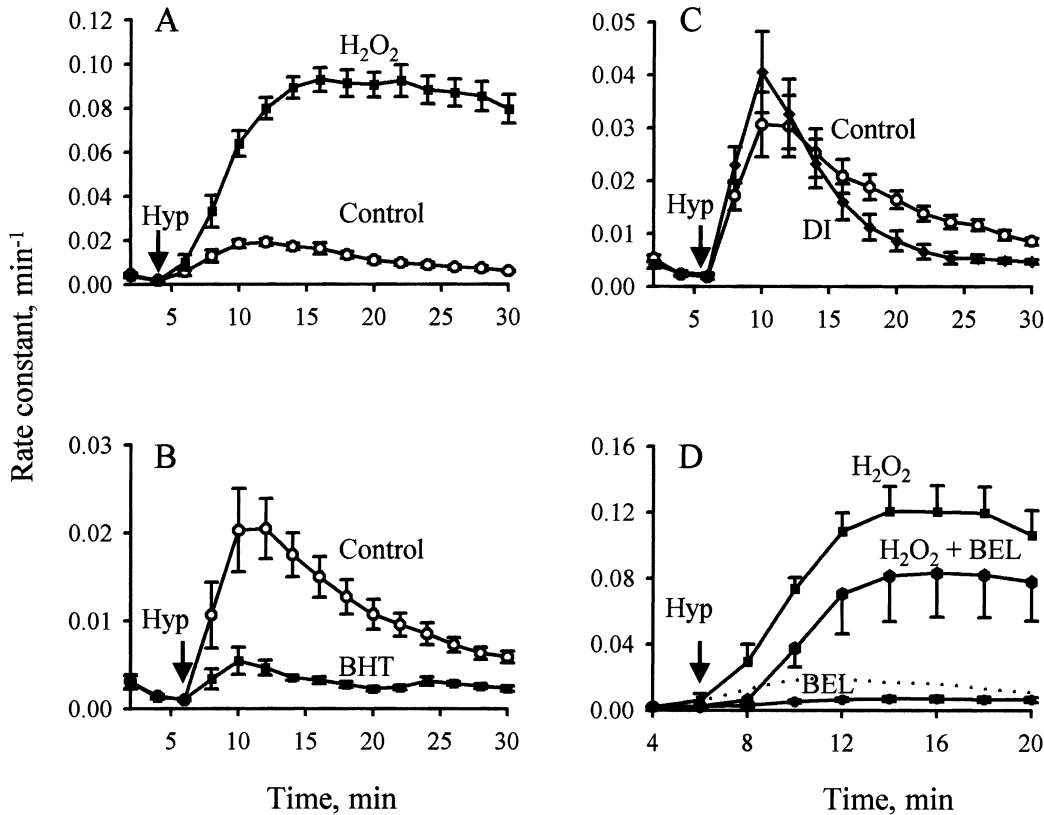 Rate constant, min⁻¹
A
0.12
0.10
0.08
0.06
0.04
0.02
0.00
H₂O₂
Hyp
Control
5
10
15
20
25
30
C
0.05
0.04
0.03
0.02
0.01
0.00
Control
Hyp
DI
5
10
15
20
25
30
B
0.03
0.02
0.01
0.00
Control
Hyp
BHT
5
10
15
20
25
30
Time, min
D
0.16
0.12
0.08
0.04
0.00
H₂O₂
H₂O₂ + BEL
Hyp
BEL
4
8
12
16
20
Time, min